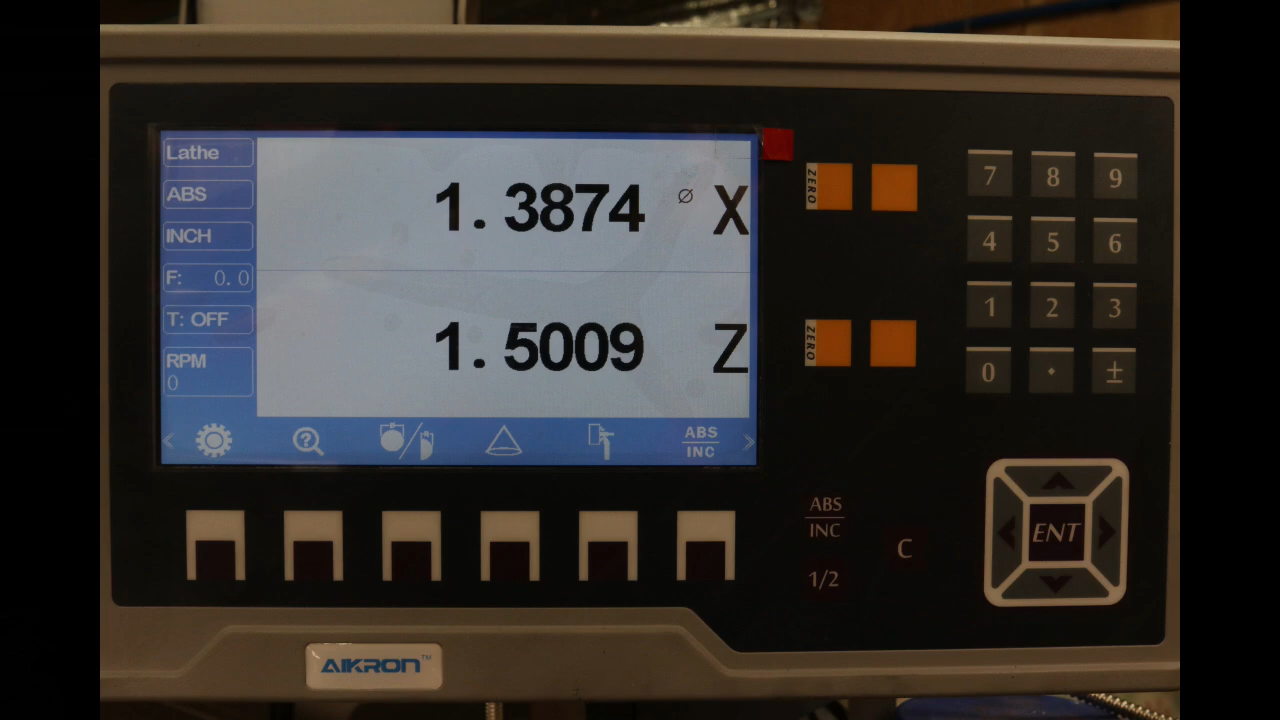 Lathe
ABS
INCH
F: 0.0
T: OFF
RPM
0
1.3874 ⌀ X
1.5009 Z
< ABS
INC >
ZERO
ZERO
7 8 9
4 5 6
1 2 3
0 . ±
ABS
INC
1/2
C
ENT
AIKRON™